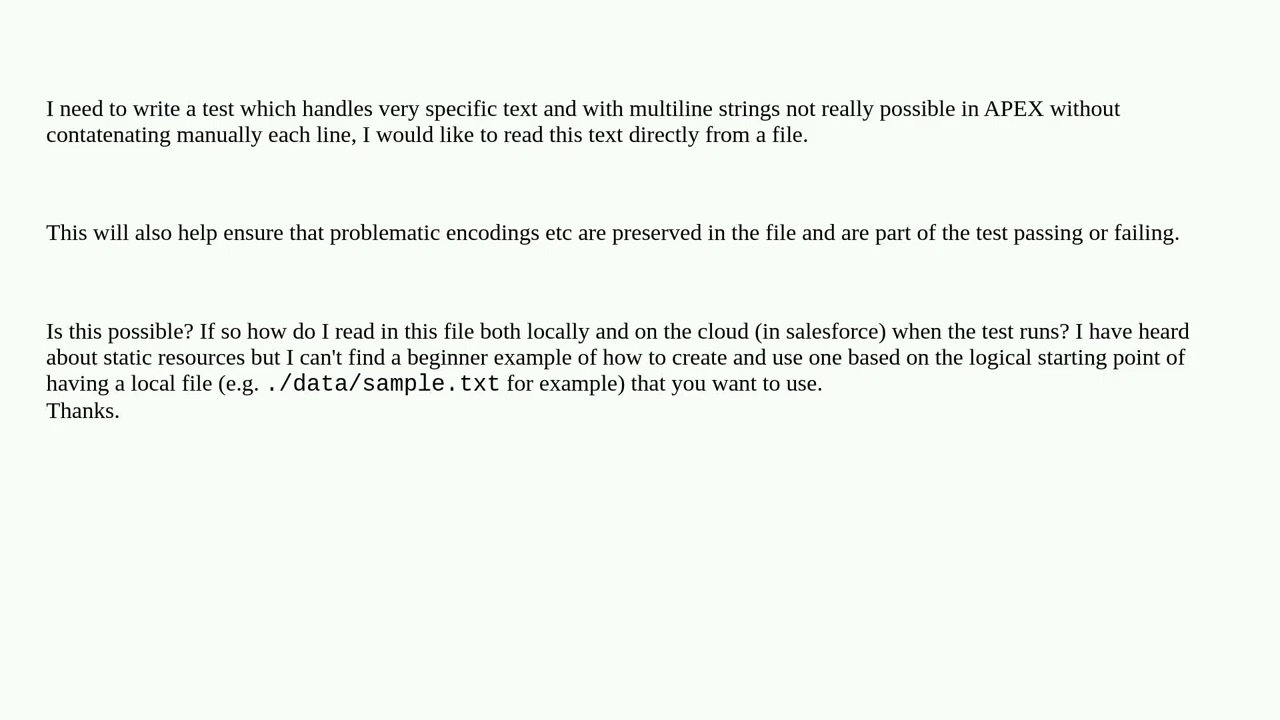 I need to write a test which handles very specific text and with multiline strings not really possible in APEX without
contatenating manually each line, I would like to read this text directly from a file.
This will also help ensure that problematic encodings etc are preserved in the file and are part of the test passing or failing.
Is this possible? If so how do I read in this file both locally and on the cloud (in salesforce) when the test runs? I have heard
about static resources but I can't find a beginner example of how to create and use one based on the logical starting point of
having a local file (e.g. ./data/sample.txt for example) that you want to use.
Thanks.